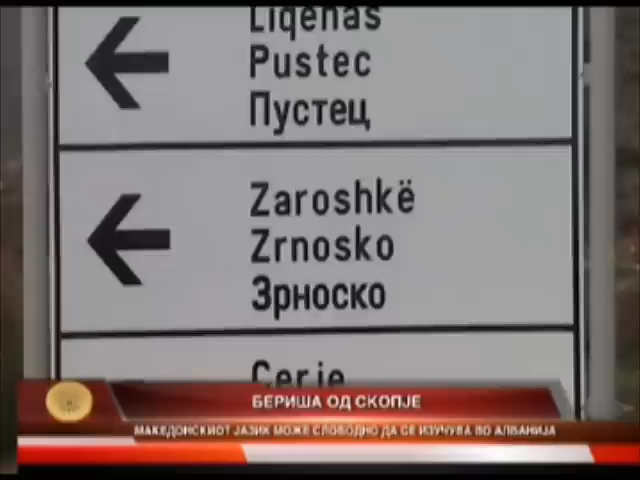 Liqenas
Pustec
Пустец
Zaroshkë
Zrnosko
Зрноско
Cerje
БЕРИША ОД СКОПЈЕ
МАКЕДОНСКИОТ ЈАЗИК МОЖЕ СЛОБОДНО ДА СЕ ИЗУЧУВА ВО АЛБАНИЈА